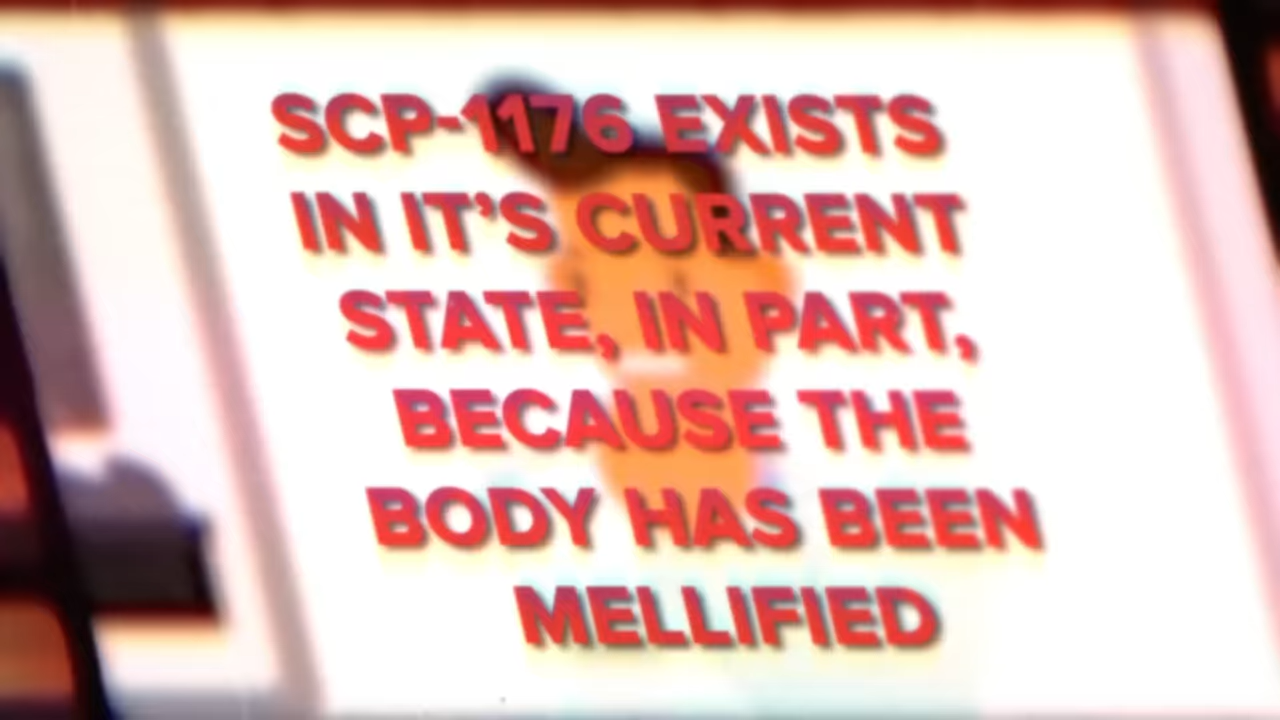 SCP-1176 EXISTS
IN IT’S CURRENT
STATE, IN PART,
BECAUSE THE
BODY HAS BEEN
MELLIFIED